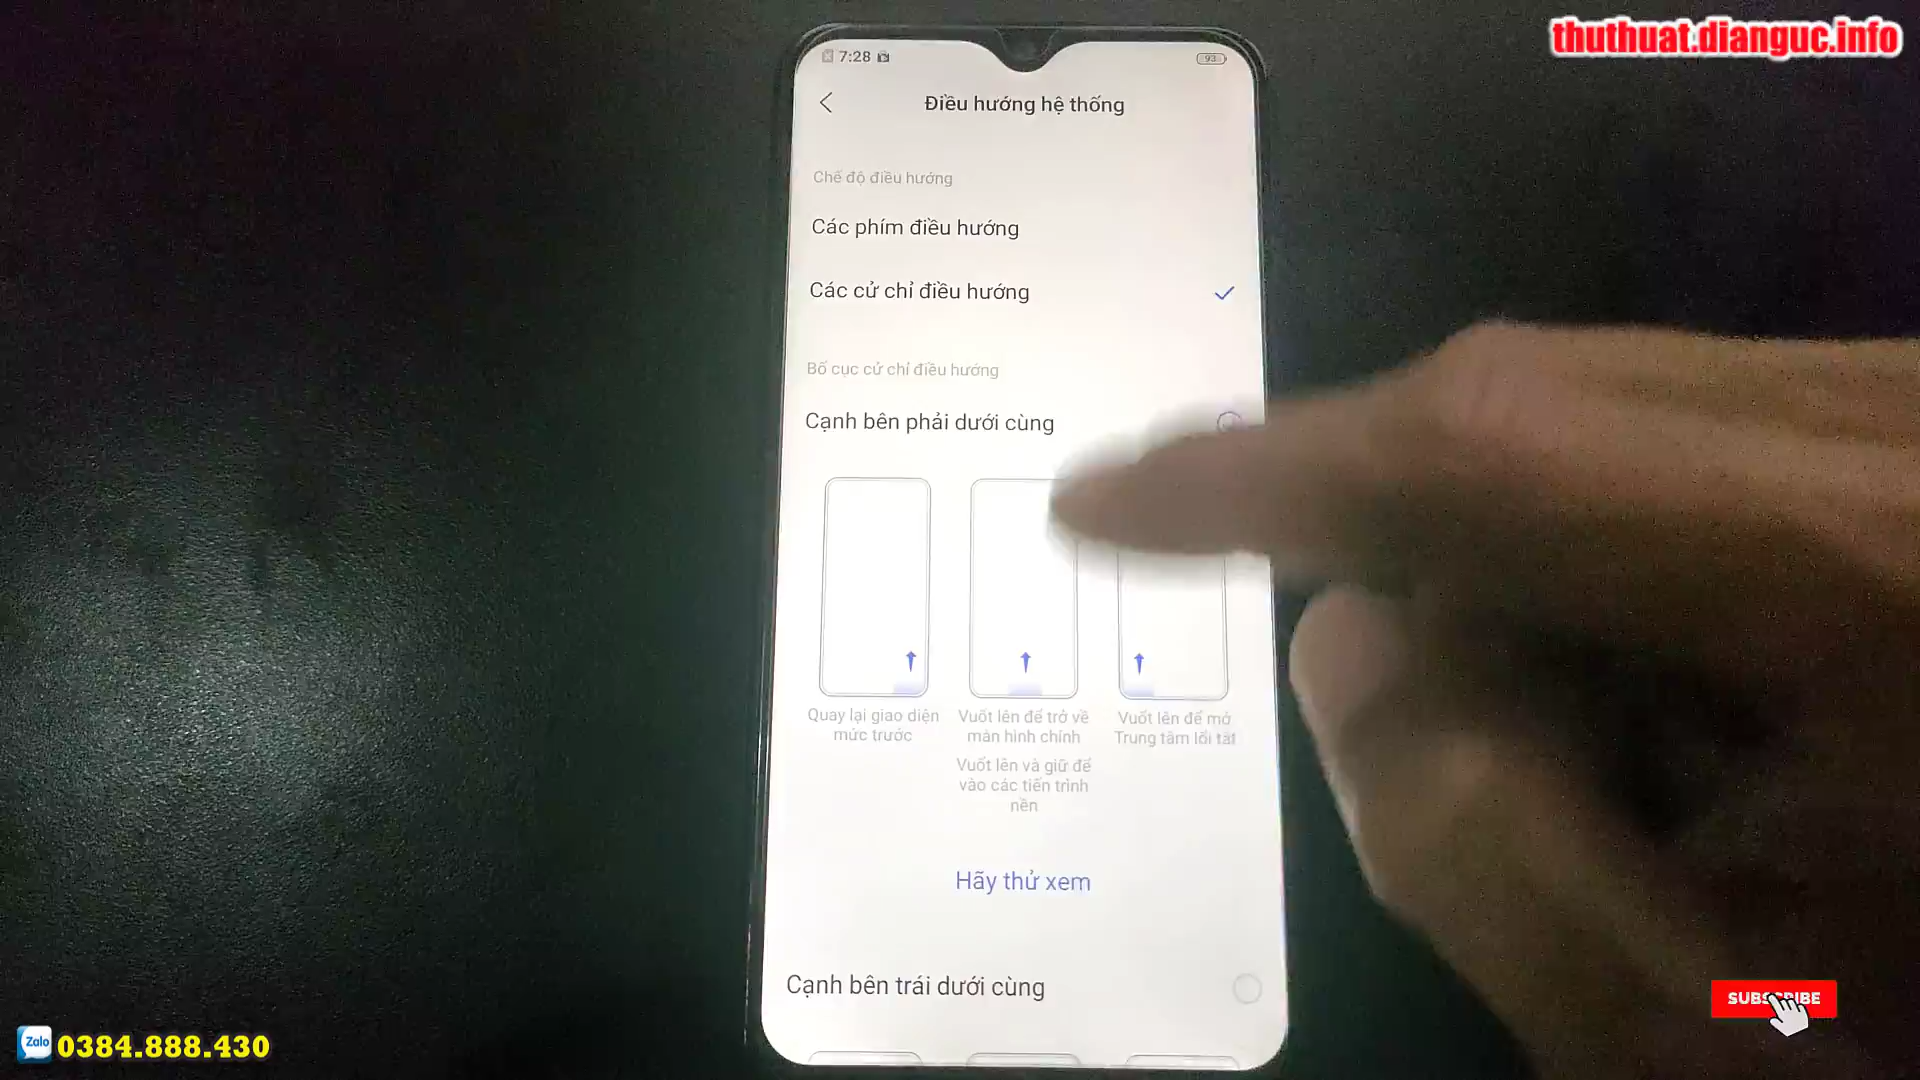 thuthuat.dianguc.info
7:28
93
Điều hướng hệ thống
Chế độ điều hướng
Các phím điều hướng
Các cử chỉ điều hướng
Bố cục cử chỉ điều hướng
Cạnh bên phải dưới cùng
Quay lại giao diện
mức trước
Vuốt lên để trở về
màn hình chính
Vuốt lên và giữ để
vào các tiến trình
nền
Vuốt lên để mở
Trung tâm lối tắt
Hãy thử xem
Cạnh bên trái dưới cùng
SUBSCRIBE
Zalo
0384.888.430